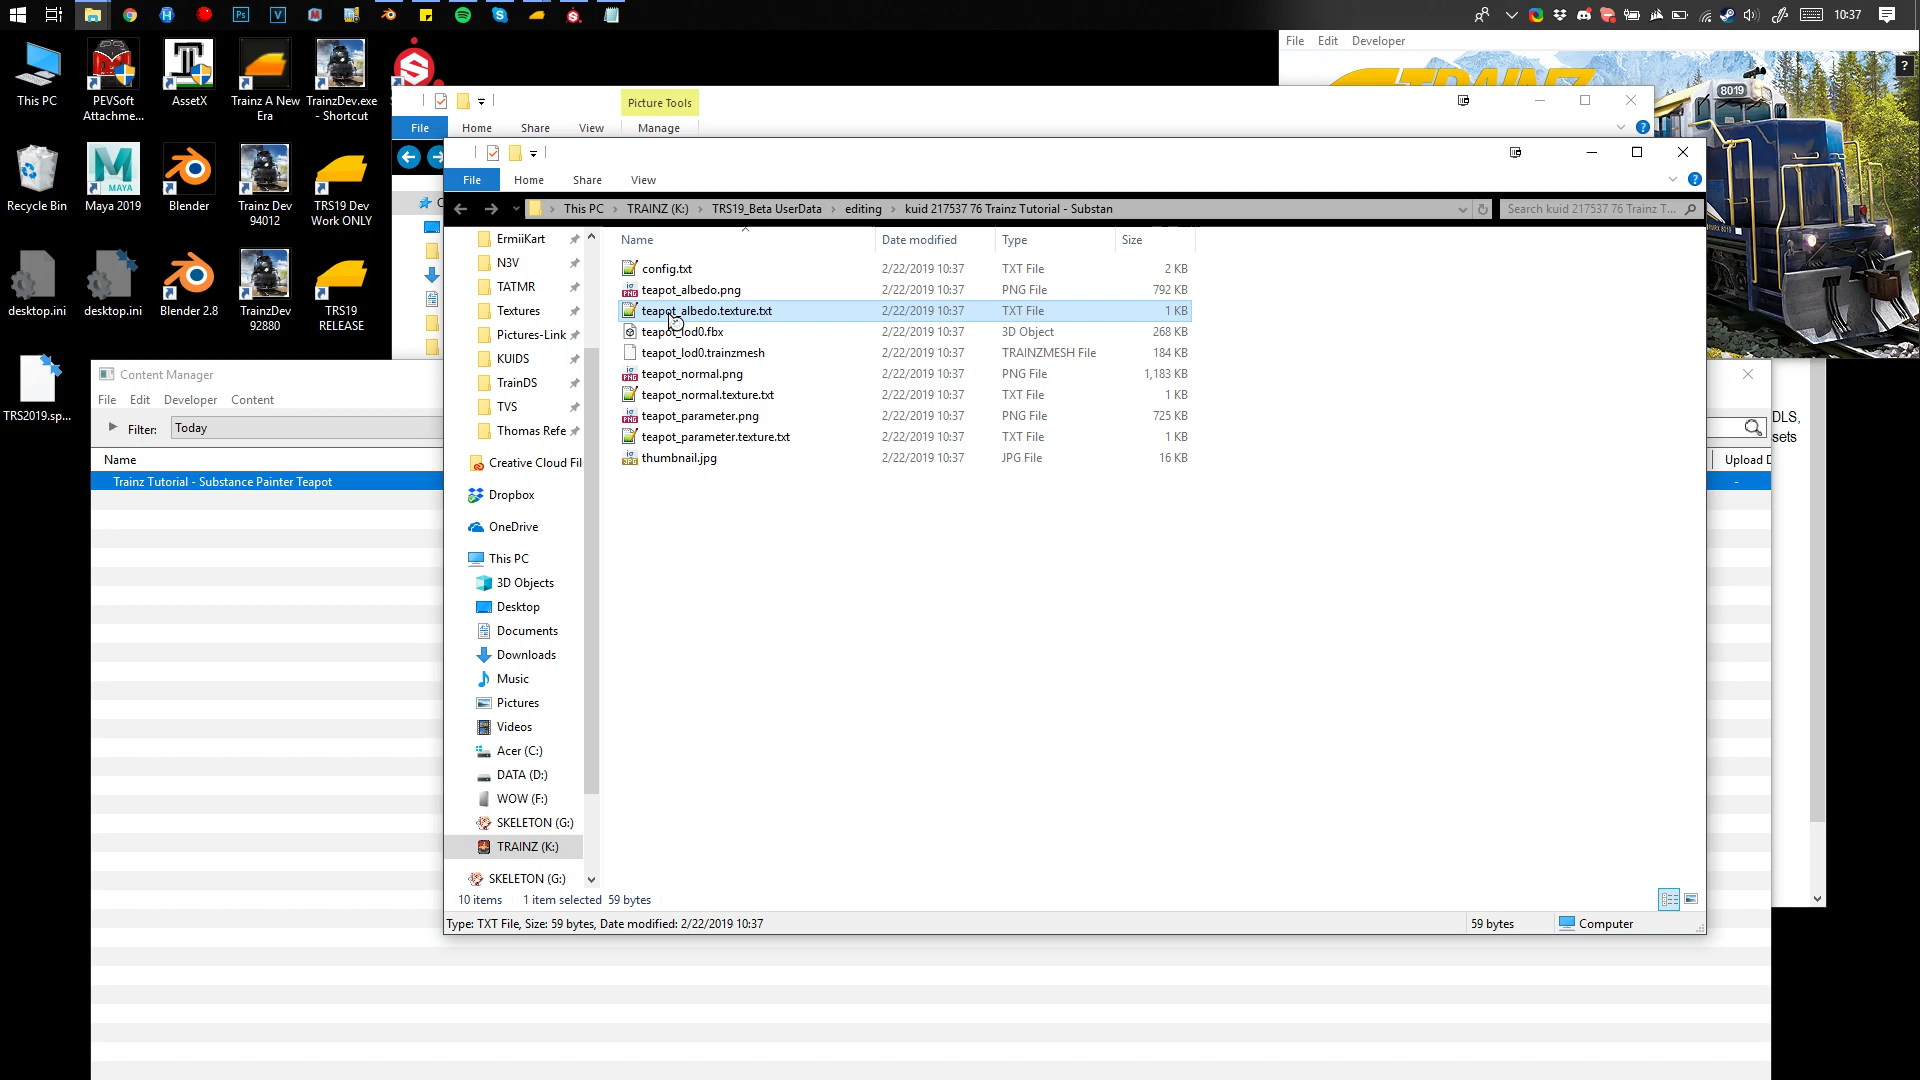 10:37
This PC
PEVSoft Attachme...
AssetX
Trainz A New Era
TrainzDev.exe - Shortcut
Recycle Bin
Maya 2019
Blender
Trainz Dev 94012
TRS19 Dev Work ONLY
desktop.ini
desktop.ini
Blender 2.8
TrainzDev 92880
TRS19 RELEASE
TRS2019.sp...
File Edit Developer
TRAINZ
8019
?
Picture Tools
File Home Share View Manage
File Home Share View
This PC › TRAINZ (K:) › TRS19_Beta UserData › editing › kuid 217537 76 Trainz Tutorial - Substan
Search kuid 217537 76 Trainz T...
Name Date modified Type Size
config.txt 2/22/2019 10:37 TXT File 2 KB
teapot_albedo.png 2/22/2019 10:37 PNG File 792 KB
teapot_albedo.texture.txt 2/22/2019 10:37 TXT File 1 KB
teapot_lod0.fbx 2/22/2019 10:37 3D Object 268 KB
teapot_lod0.trainzmesh 2/22/2019 10:37 TRAINZMESH File 184 KB
teapot_normal.png 2/22/2019 10:37 PNG File 1,183 KB
teapot_normal.texture.txt 2/22/2019 10:37 TXT File 1 KB
teapot_parameter.png 2/22/2019 10:37 PNG File 725 KB
teapot_parameter.texture.txt 2/22/2019 10:37 TXT File 1 KB
thumbnail.jpg 2/22/2019 10:37 JPG File 16 KB
ErmiiKart
N3V
TATMR
Textures
Pictures-Link
KUIDS
TrainDS
TVS
Thomas Refe
Creative Cloud Fil
Dropbox
OneDrive
This PC
3D Objects
Desktop
Documents
Downloads
Music
Pictures
Videos
Acer (C:)
DATA (D:)
WOW (F:)
SKELETON (G:)
TRAINZ (K:)
SKELETON (G:)
10 items 1 item selected 59 bytes
Type: TXT File, Size: 59 bytes, Date modified: 2/22/2019 10:37
59 bytes
Computer
Content Manager
File Edit Developer Content
Filter: Today
Name
Trainz Tutorial - Substance Painter Teapot
Upload D
-
DLS,
sets